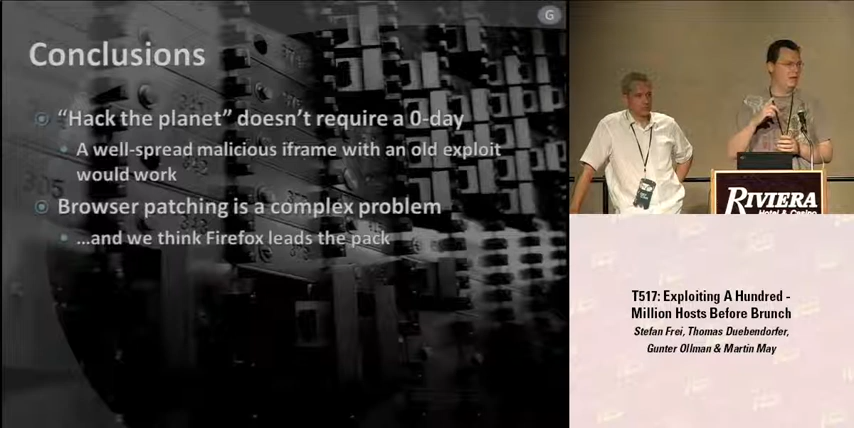 G
Conclusions
“Hack the planet” doesn’t require a 0-day
A well-spread malicious iframe with an old exploit
would work
Browser patching is a complex problem
…and we think Firefox leads the pack
RIVIERA
Hotel & Casino
T517: Exploiting A Hundred -
Million Hosts Before Brunch
Stefan Frei, Thomas Duebendorfer,
Gunter Ollman & Martin May